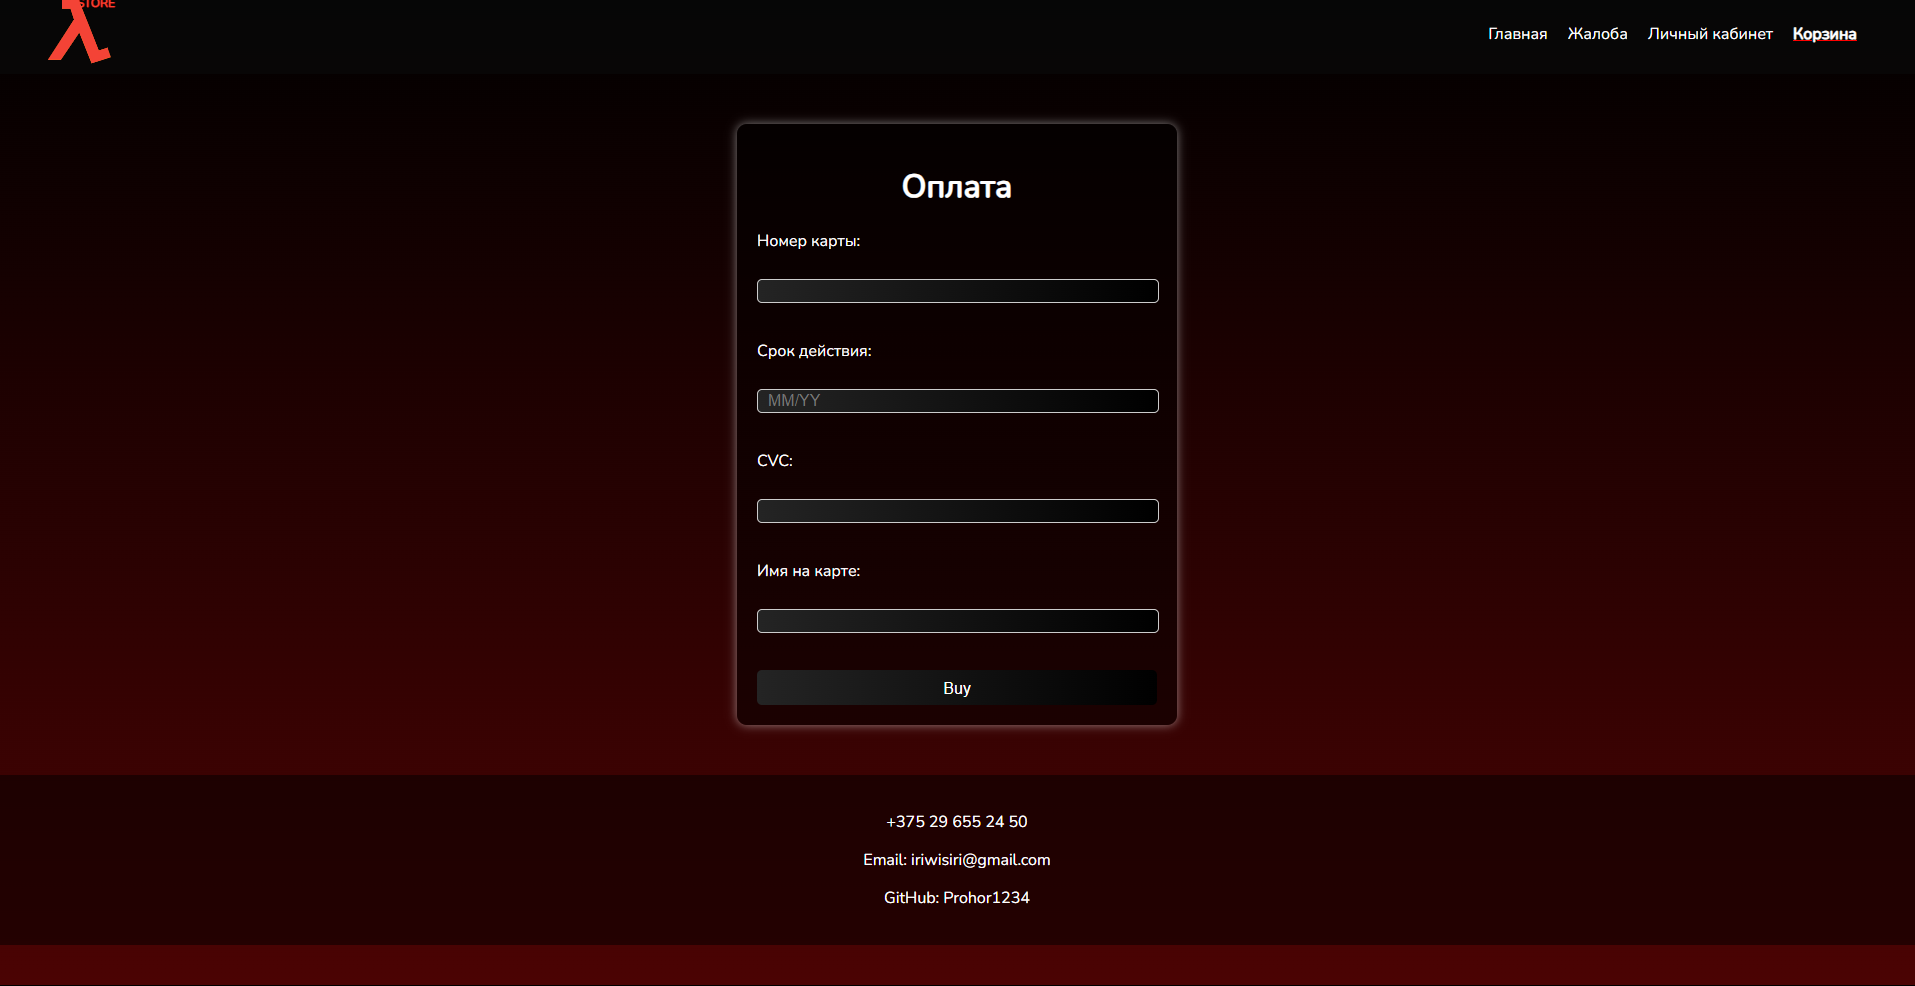 STORE
Главная Жалоба Личный кабинет Корзина
Оплата
Номер карты:
Срок действия:
MM/YY
CVC:
Имя на карте:
Buy
+375 29 655 24 50
Email: iriwisiri@gmail.com
GitHub: Prohor1234